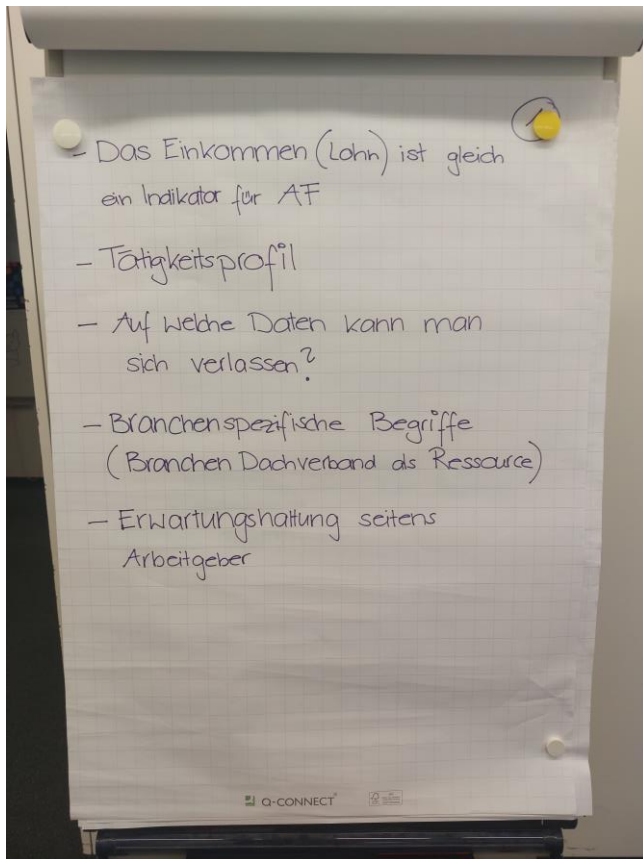 1
- Das Einkommen (Lohn) ist gleich
ein Indikator für AF
- Tätigkeitsprofil
- Auf welche Daten kann man
sich verlassen?
- Branchenspezifische Begriffe
(Branchen Dachverband als Ressource)
- Erwartungshaltung seitens
Arbeitgeber
Q-CONNECT